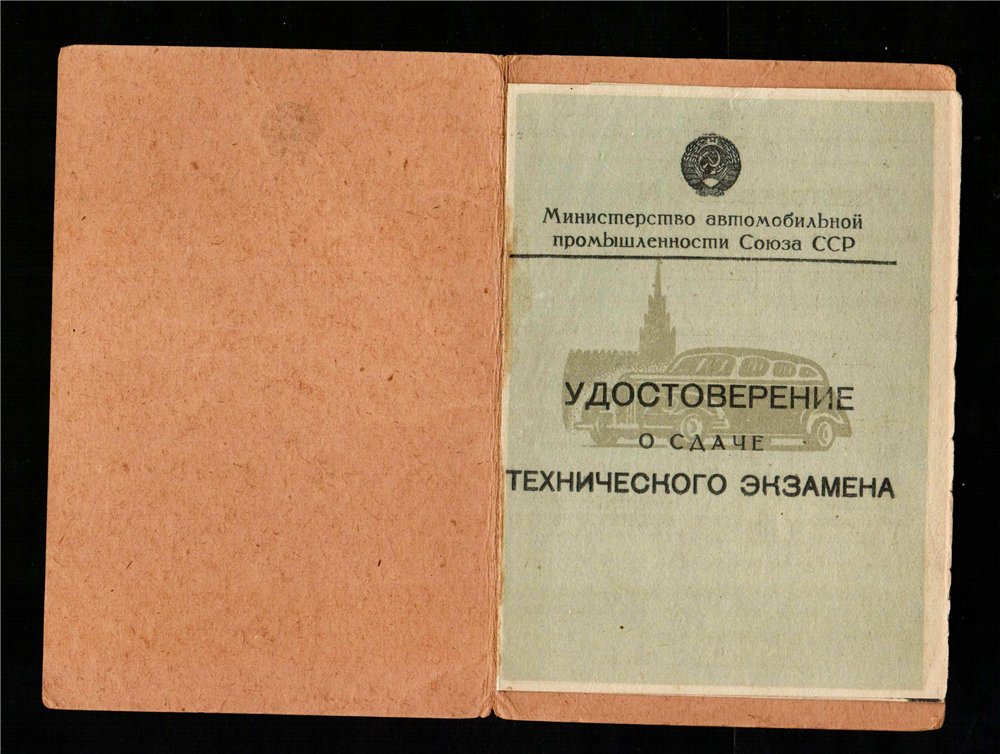 Министерство автомобильной
промышленности Союза ССР
УДОСТОВЕРЕНИЕ
О СДАЧЕ
ТЕХНИЧЕСКОГО ЭКЗАМЕНА